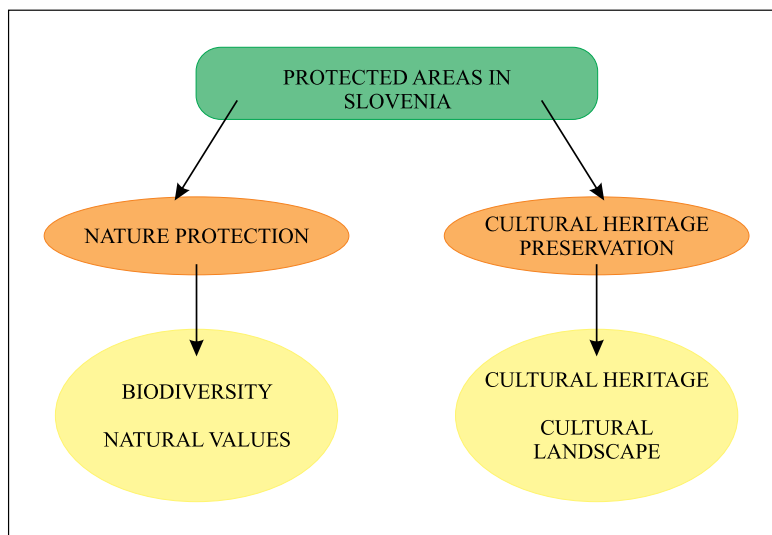 PROTECTED AREAS IN
SLOVENIA
NATURE PROTECTION
CULTURAL HERITAGE
PRESERVATION
BIODIVERSITY
NATURAL VALUES
CULTURAL HERITAGE
CULTURAL
LANDSCAPE